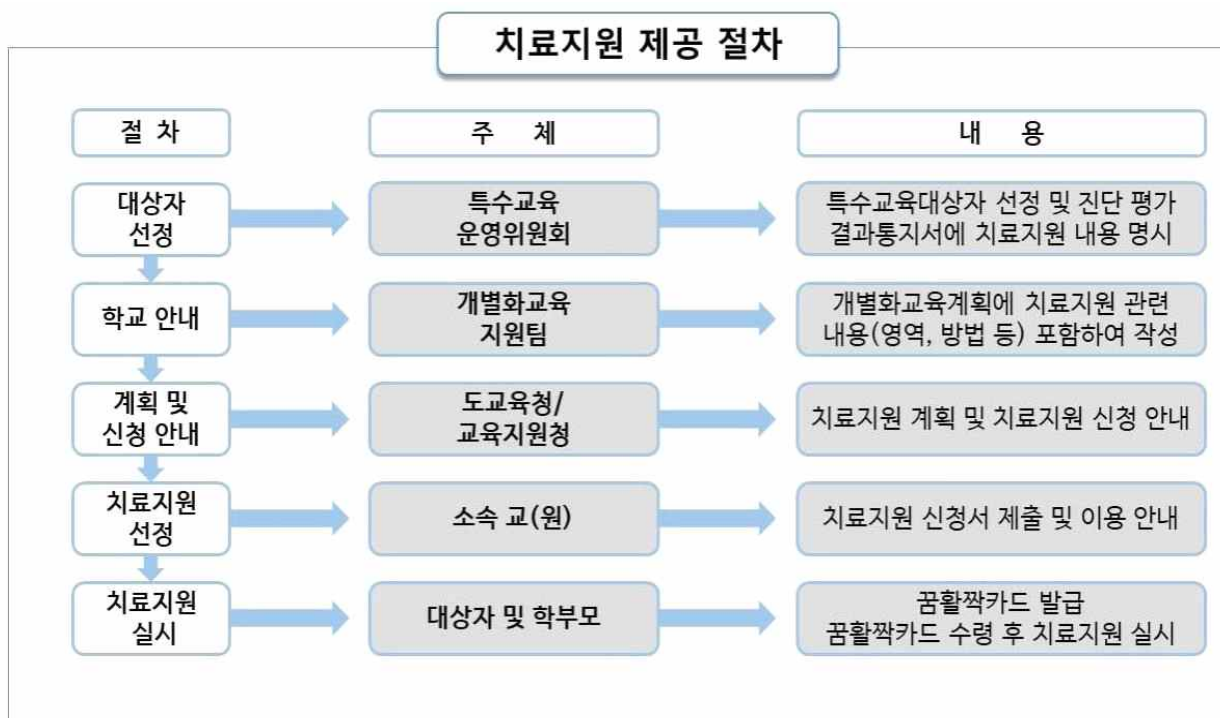 치료지원 제공 절차
절 차
주 체
내 용
대상자
선정
특수교육
운영위원회
특수교육대상자 선정 및 진단 평가
결과통지서에 치료지원 내용 명시
학교 안내
개별화교육
지원팀
개별화교육계획에 치료지원 관련
내용(영역, 방법 등) 포함하여 작성
계획 및
신청 안내
도교육청/
교육지원청
치료지원 계획 및 치료지원 신청 안내
치료지원
선정
소속 교(원)
치료지원 신청서 제출 및 이용 안내
치료지원
실시
대상자 및 학부모
꿈활짝카드 발급
꿈활짝카드 수령 후 치료지원 실시